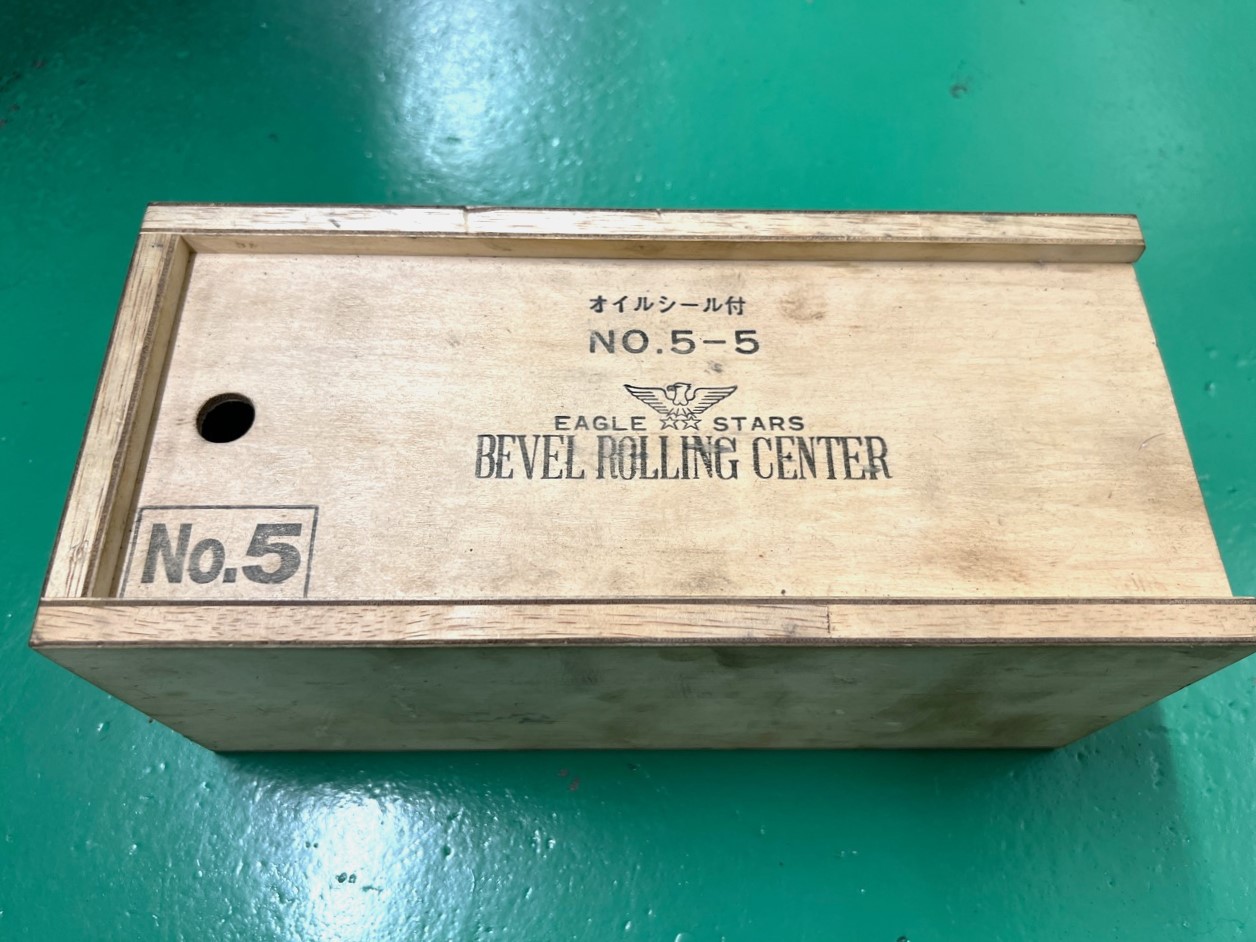 オイルシール付
NO.5-5
EAGLE STARS
BEVEL ROLLING CENTER
No.5